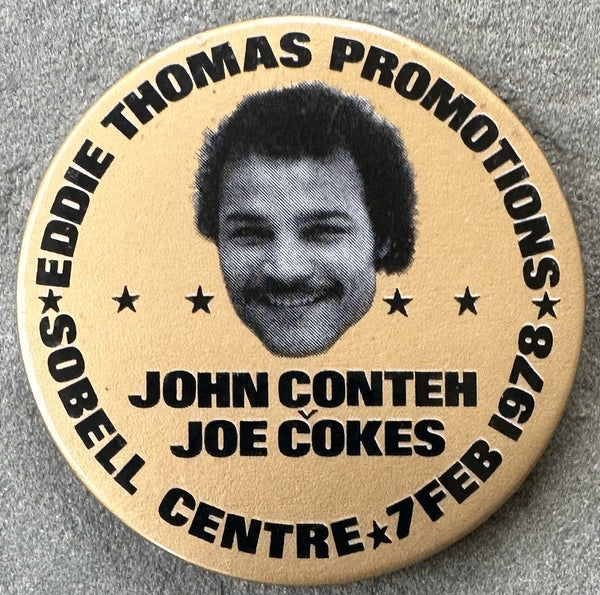 EDDIE THOMAS PROMOTIONS
JOHN CONTEH
v
JOE COKES
SOBELL CENTRE★7 FEB 1978